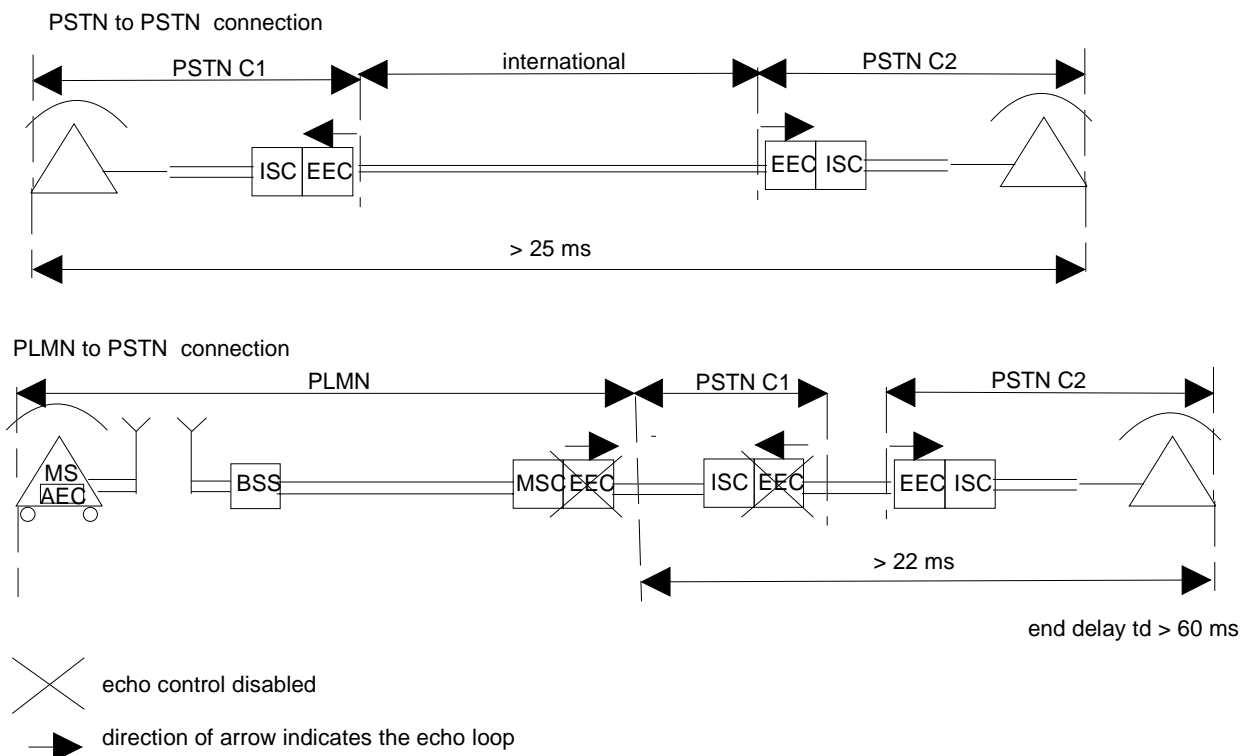 PSTN to PSTN connection
PSTN C1
international
PSTN C2
ISC EEC
EEC ISC
> 25 ms
PLMN to PSTN connection
PLMN
PSTN C1
PSTN C2
MS
AEC
BSS
MSC EEC
ISC EEC
EEC ISC
> 22 ms
end delay td > 60 ms
echo control disabled
direction of arrow indicates the echo loop